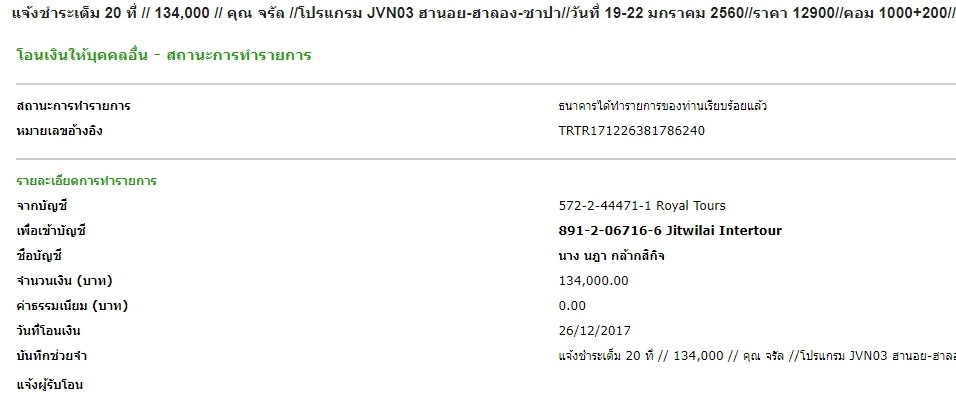 แจ้งชำระเต็ม 20 ที่ // 134,000 // คุณ จรัล //โปรแกรม JVN03 ฮานอย-ฮาลอง-ซาปา//วันที่ 19-22 มกราคม 2560//ราคา 12900//คอม 1000+200//
โอนเงินให้บุคคลอื่น - สถานะการทำรายการ
สถานะการทำรายการ ธนาคารได้ทำรายการของท่านเรียบร้อยแล้ว
หมายเลขอ้างอิง TRTR171226381786240
รายละเอียดการทำรายการ
จากบัญชี 572-2-44471-1 Royal Tours
เพื่อเข้าบัญชี 891-2-06716-6 Jitwilai Intertour
ชื่อบัญชี นาง นฎา กล้ากสิกิจ
จำนวนเงิน (บาท) 134,000.00
ค่าธรรมเนียม (บาท) 0.00
วันที่โอนเงิน 26/12/2017
บันทึกช่วยจำ แจ้งชำระเต็ม 20 ที่ // 134,000 // คุณ จรัล //โปรแกรม JVN03 ฮานอย-ฮาลอ
แจ้งผู้รับโอน